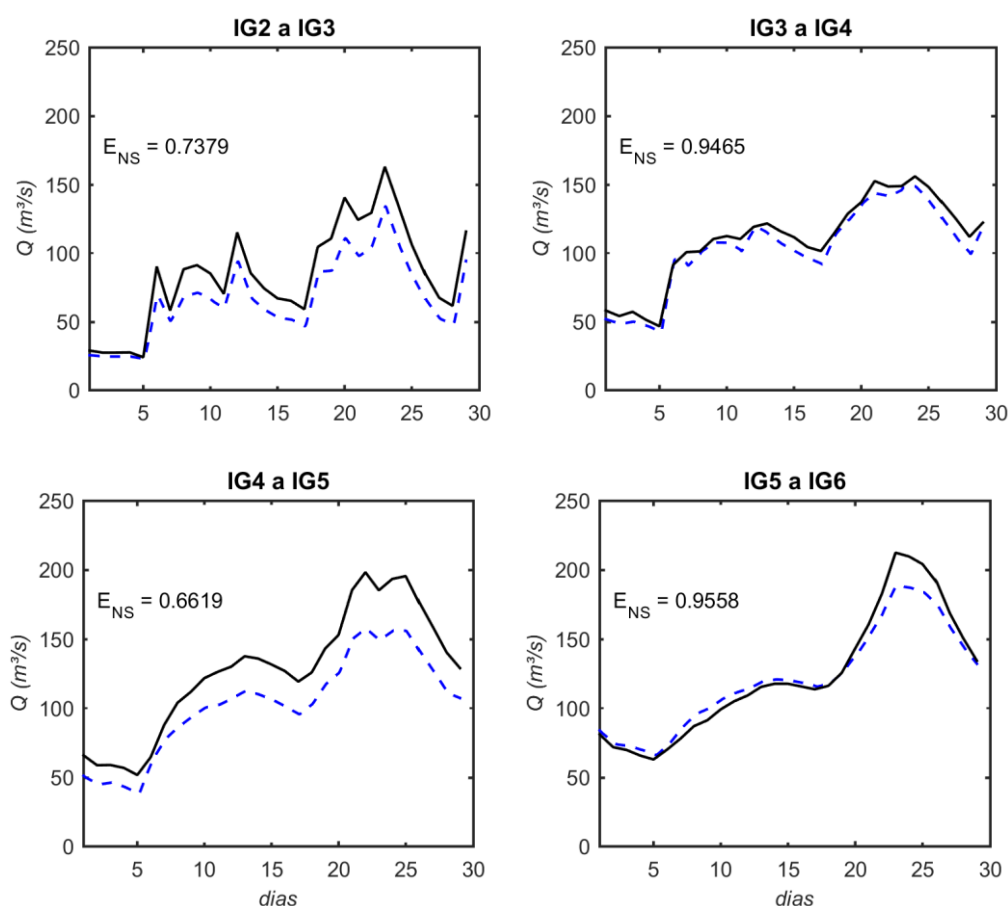 IG2 a IG3
250
200
150
100
50
0
Q (m³/s)
E_NS = 0.7379
5 10 15 20 25 30
IG3 a IG4
250
200
150
100
50
0
Q (m³/s)
E_NS = 0.9465
5 10 15 20 25 30
IG4 a IG5
250
200
150
100
50
0
Q (m³/s)
E_NS = 0.6619
5 10 15 20 25 30
dias
IG5 a IG6
250
200
150
100
50
0
Q (m³/s)
E_NS = 0.9558
5 10 15 20 25 30
dias